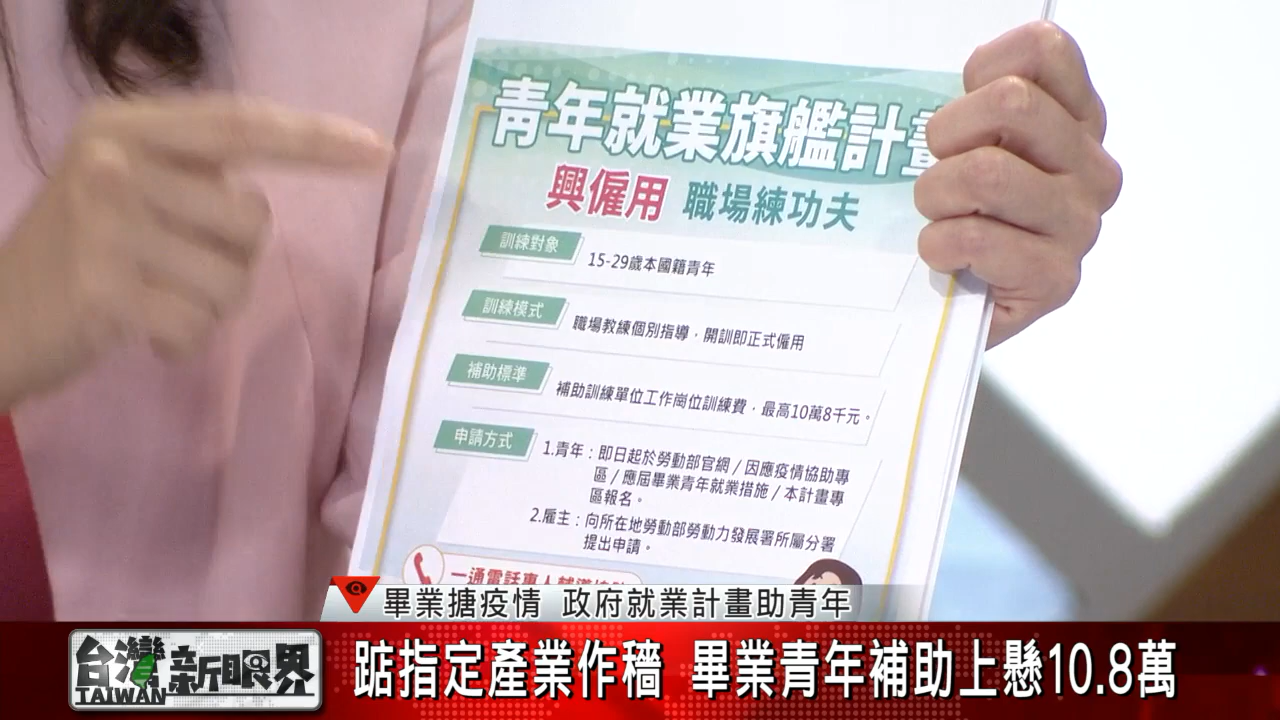 青年就業旗艦計畫
興僱用 職場練功夫
訓練對象
15-29歲本國籍青年
訓練模式
職場教練個別指導,開訓即正式僱用
補助標準
補助訓練單位工作崗位訓練費,最高10萬8千元。
申請方式
1.青年:即日起於勞動部官網/因應疫情協助專
區/應屆畢業青年就業措施/本計畫專
區報名。
2.雇主:向所在地勞動部勞動力發展署所屬分署
提出申請。
一通電話專人
畢業搪疫情 政府就業計畫助青年
台灣新眼界
TAIWAN
踮指定產業作穡 畢業青年補助上懸10.8萬